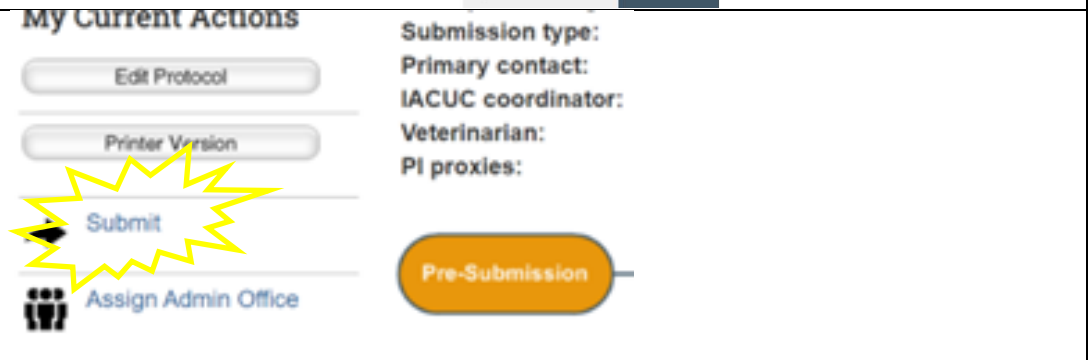 My Current Actions
Edit Protocol
Printer Version
Submit
Assign Admin Office
Submission type:
Primary contact:
IACUC coordinator:
Veterinarian:
PI proxies:
Pre-Submission